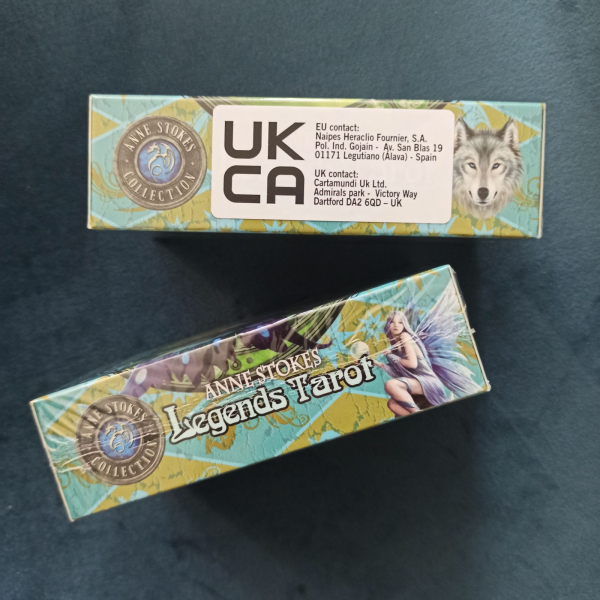 ANNE STOKES
COLLECTION
UK
CA
EU contact:
Naipes Heraclio Fournier, S.A.
Pol. Ind. Gojain - Av. San Blas 19
01171 Legutiano (Álava) - Spain
UK contact:
Cartamundi Uk Ltd.
Admirals park - Victory Way
Dartford DA2 6QD – UK
ANNE STOKES
Legends Tarot
ANNE STOKES
COLLECTION